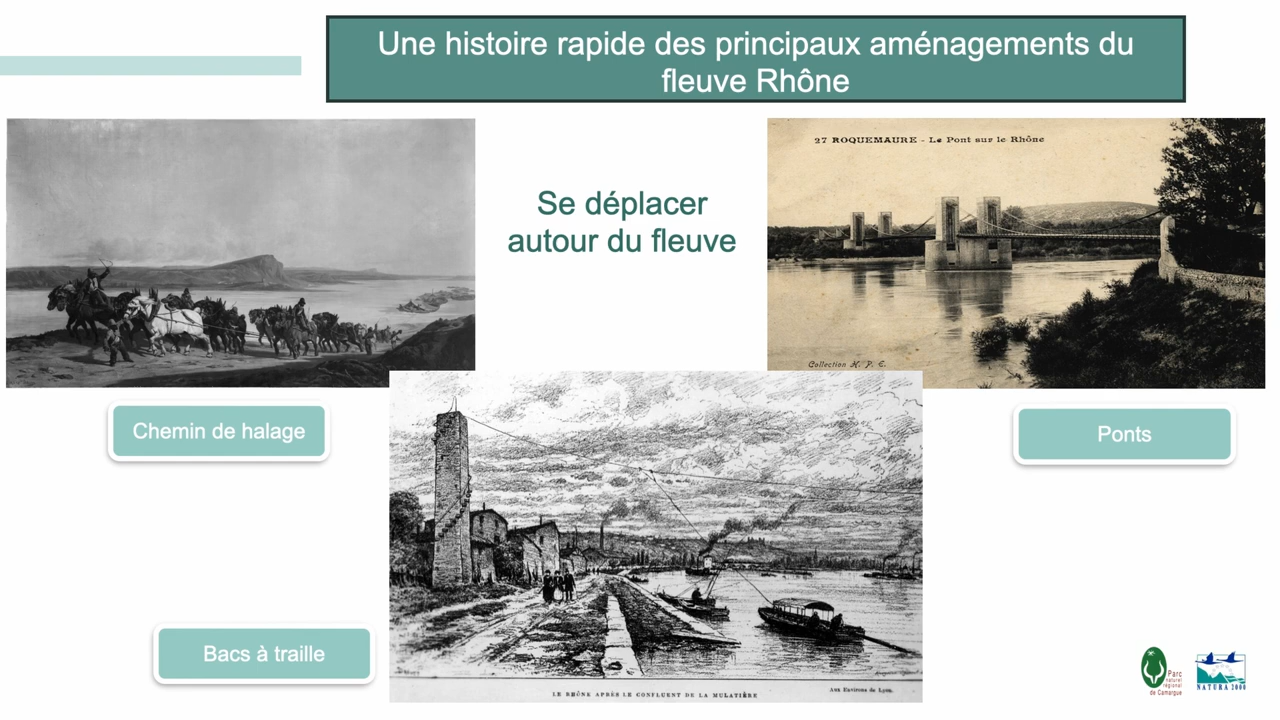 Une histoire rapide des principaux aménagements du
fleuve Rhône
27 ROQUEMAURE - Le Pont sur le Rhône
Se déplacer
autour du fleuve
Collection H. P. E.
Chemin de halage
Ponts
Bacs à traille
LE RHÔNE APRÈS LE CONFLUENT DE LA MULATIÈRE
Aux Environs de Lyon.
Parc
naturel
régional
de Camargue
NATURA 2000